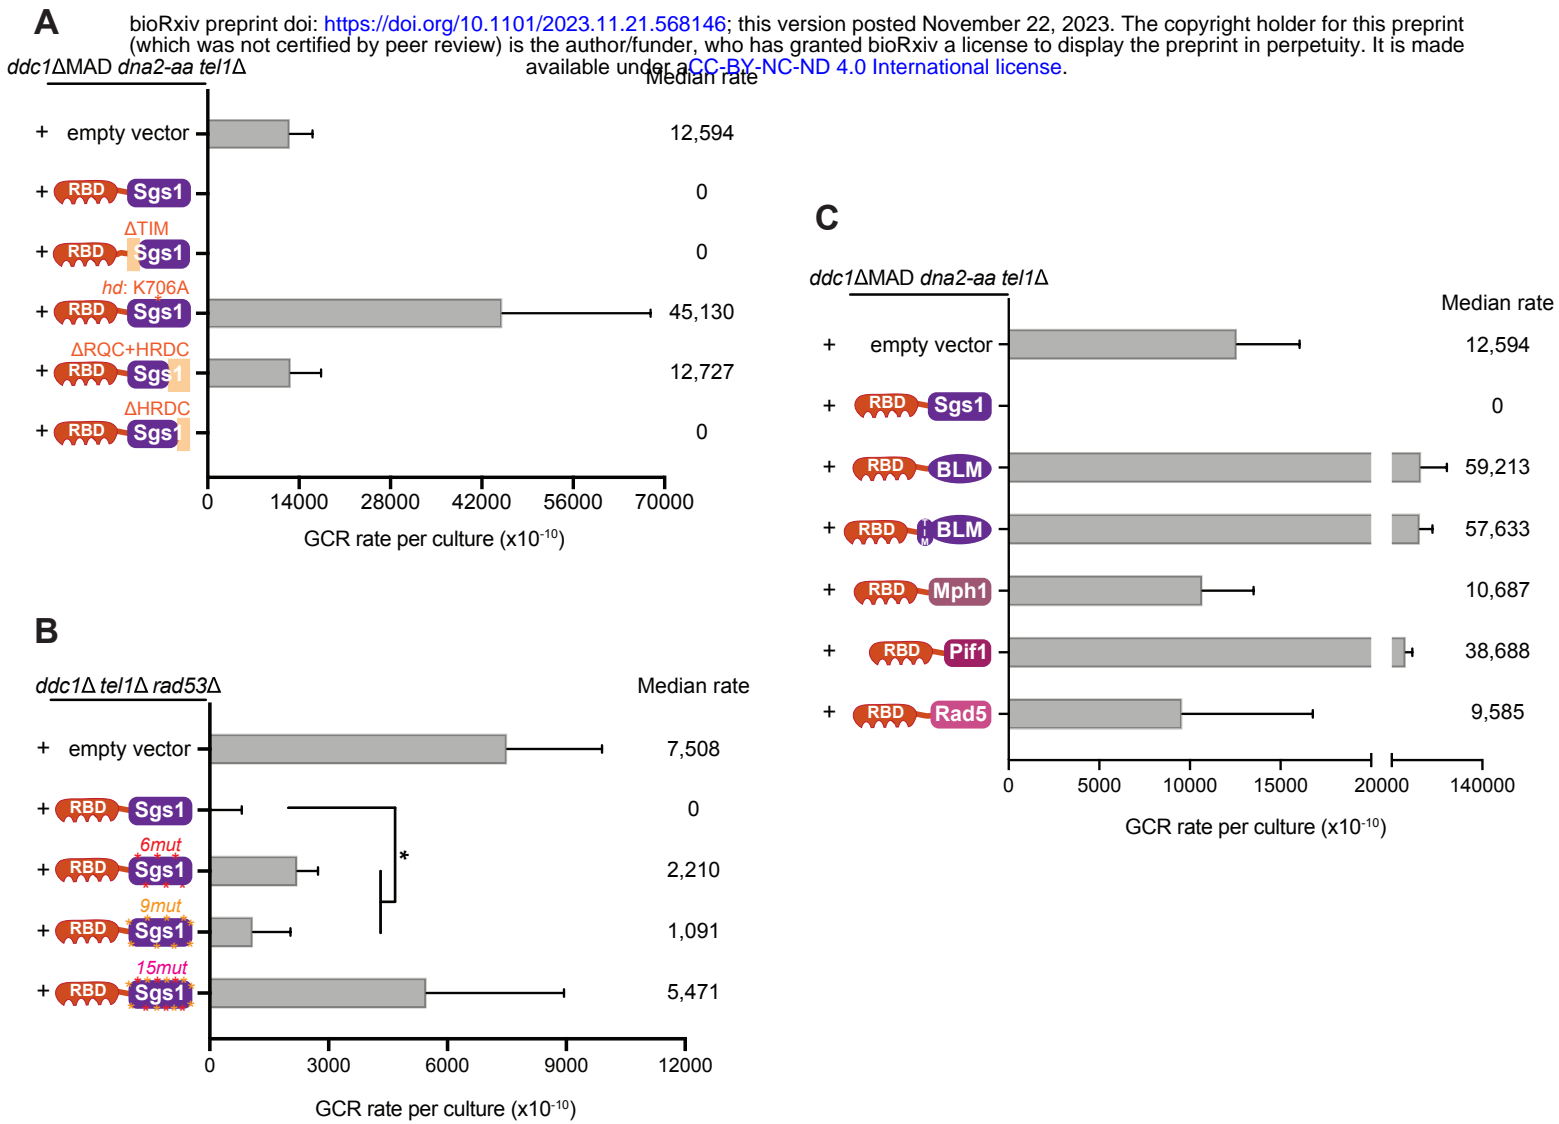 A
bioRxiv preprint doi: https://doi.org/10.1101/2023.11.21.568146; this version posted November 22, 2023. The copyright holder for this preprint
(which was not certified by peer review) is the author/funder, who has granted bioRxiv a license to display the preprint in perpetuity. It is made
available under aCC-BY-NC-ND 4.0 International license.
ddc1ΔMAD dna2-aa tel1Δ
Median rate
+ empty vector 12,594
+ RBD Sgs1 0
ΔTIM
+ RBD Sgs1 0
hd: K706A
*
+ RBD Sgs1 45,130
ΔRQC+HRDC
+ RBD Sgs1 12,727
ΔHRDC
+ RBD Sgs1 0
0 14000 28000 42000 56000 70000
GCR rate per culture (x10⁻¹⁰)
B
ddc1Δ tel1Δ rad53Δ
Median rate
+ empty vector 7,508
+ RBD Sgs1 0
*
6mut
+ RBD Sgs1 2,210
9mut
+ RBD Sgs1 1,091
15mut
+ RBD Sgs1 5,471
0 3000 6000 9000 12000
GCR rate per culture (x10⁻¹⁰)
C
ddc1ΔMAD dna2-aa tel1Δ
Median rate
+ empty vector 12,594
+ RBD Sgs1 0
+ RBD BLM 59,213
+ RBD TIM BLM 57,633
+ RBD Mph1 10,687
+ RBD Pif1 38,688
+ RBD Rad5 9,585
0 5000 10000 15000 20000 140000
GCR rate per culture (x10⁻¹⁰)